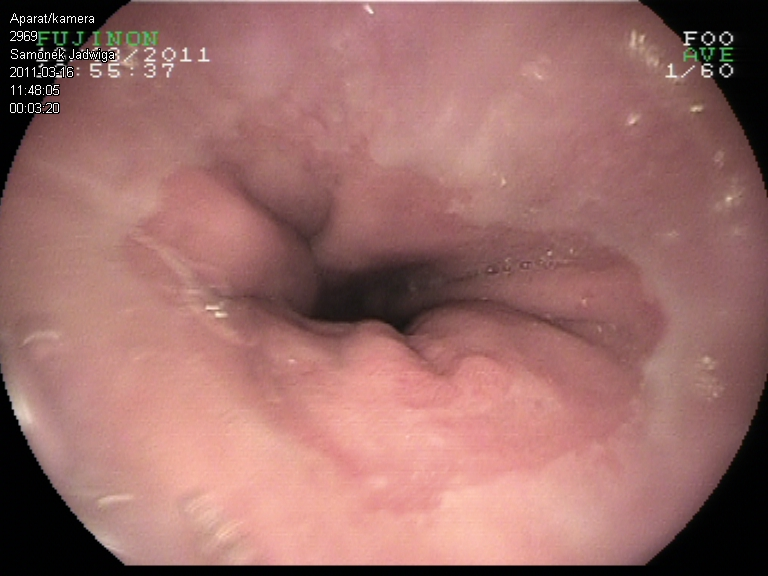 Aparat/kamera
2969
FUJINON
Samonek Jadwiga
/2011
2011-03-16
:55:37
11:48:05
00:03:20
F00
AVE
1/60